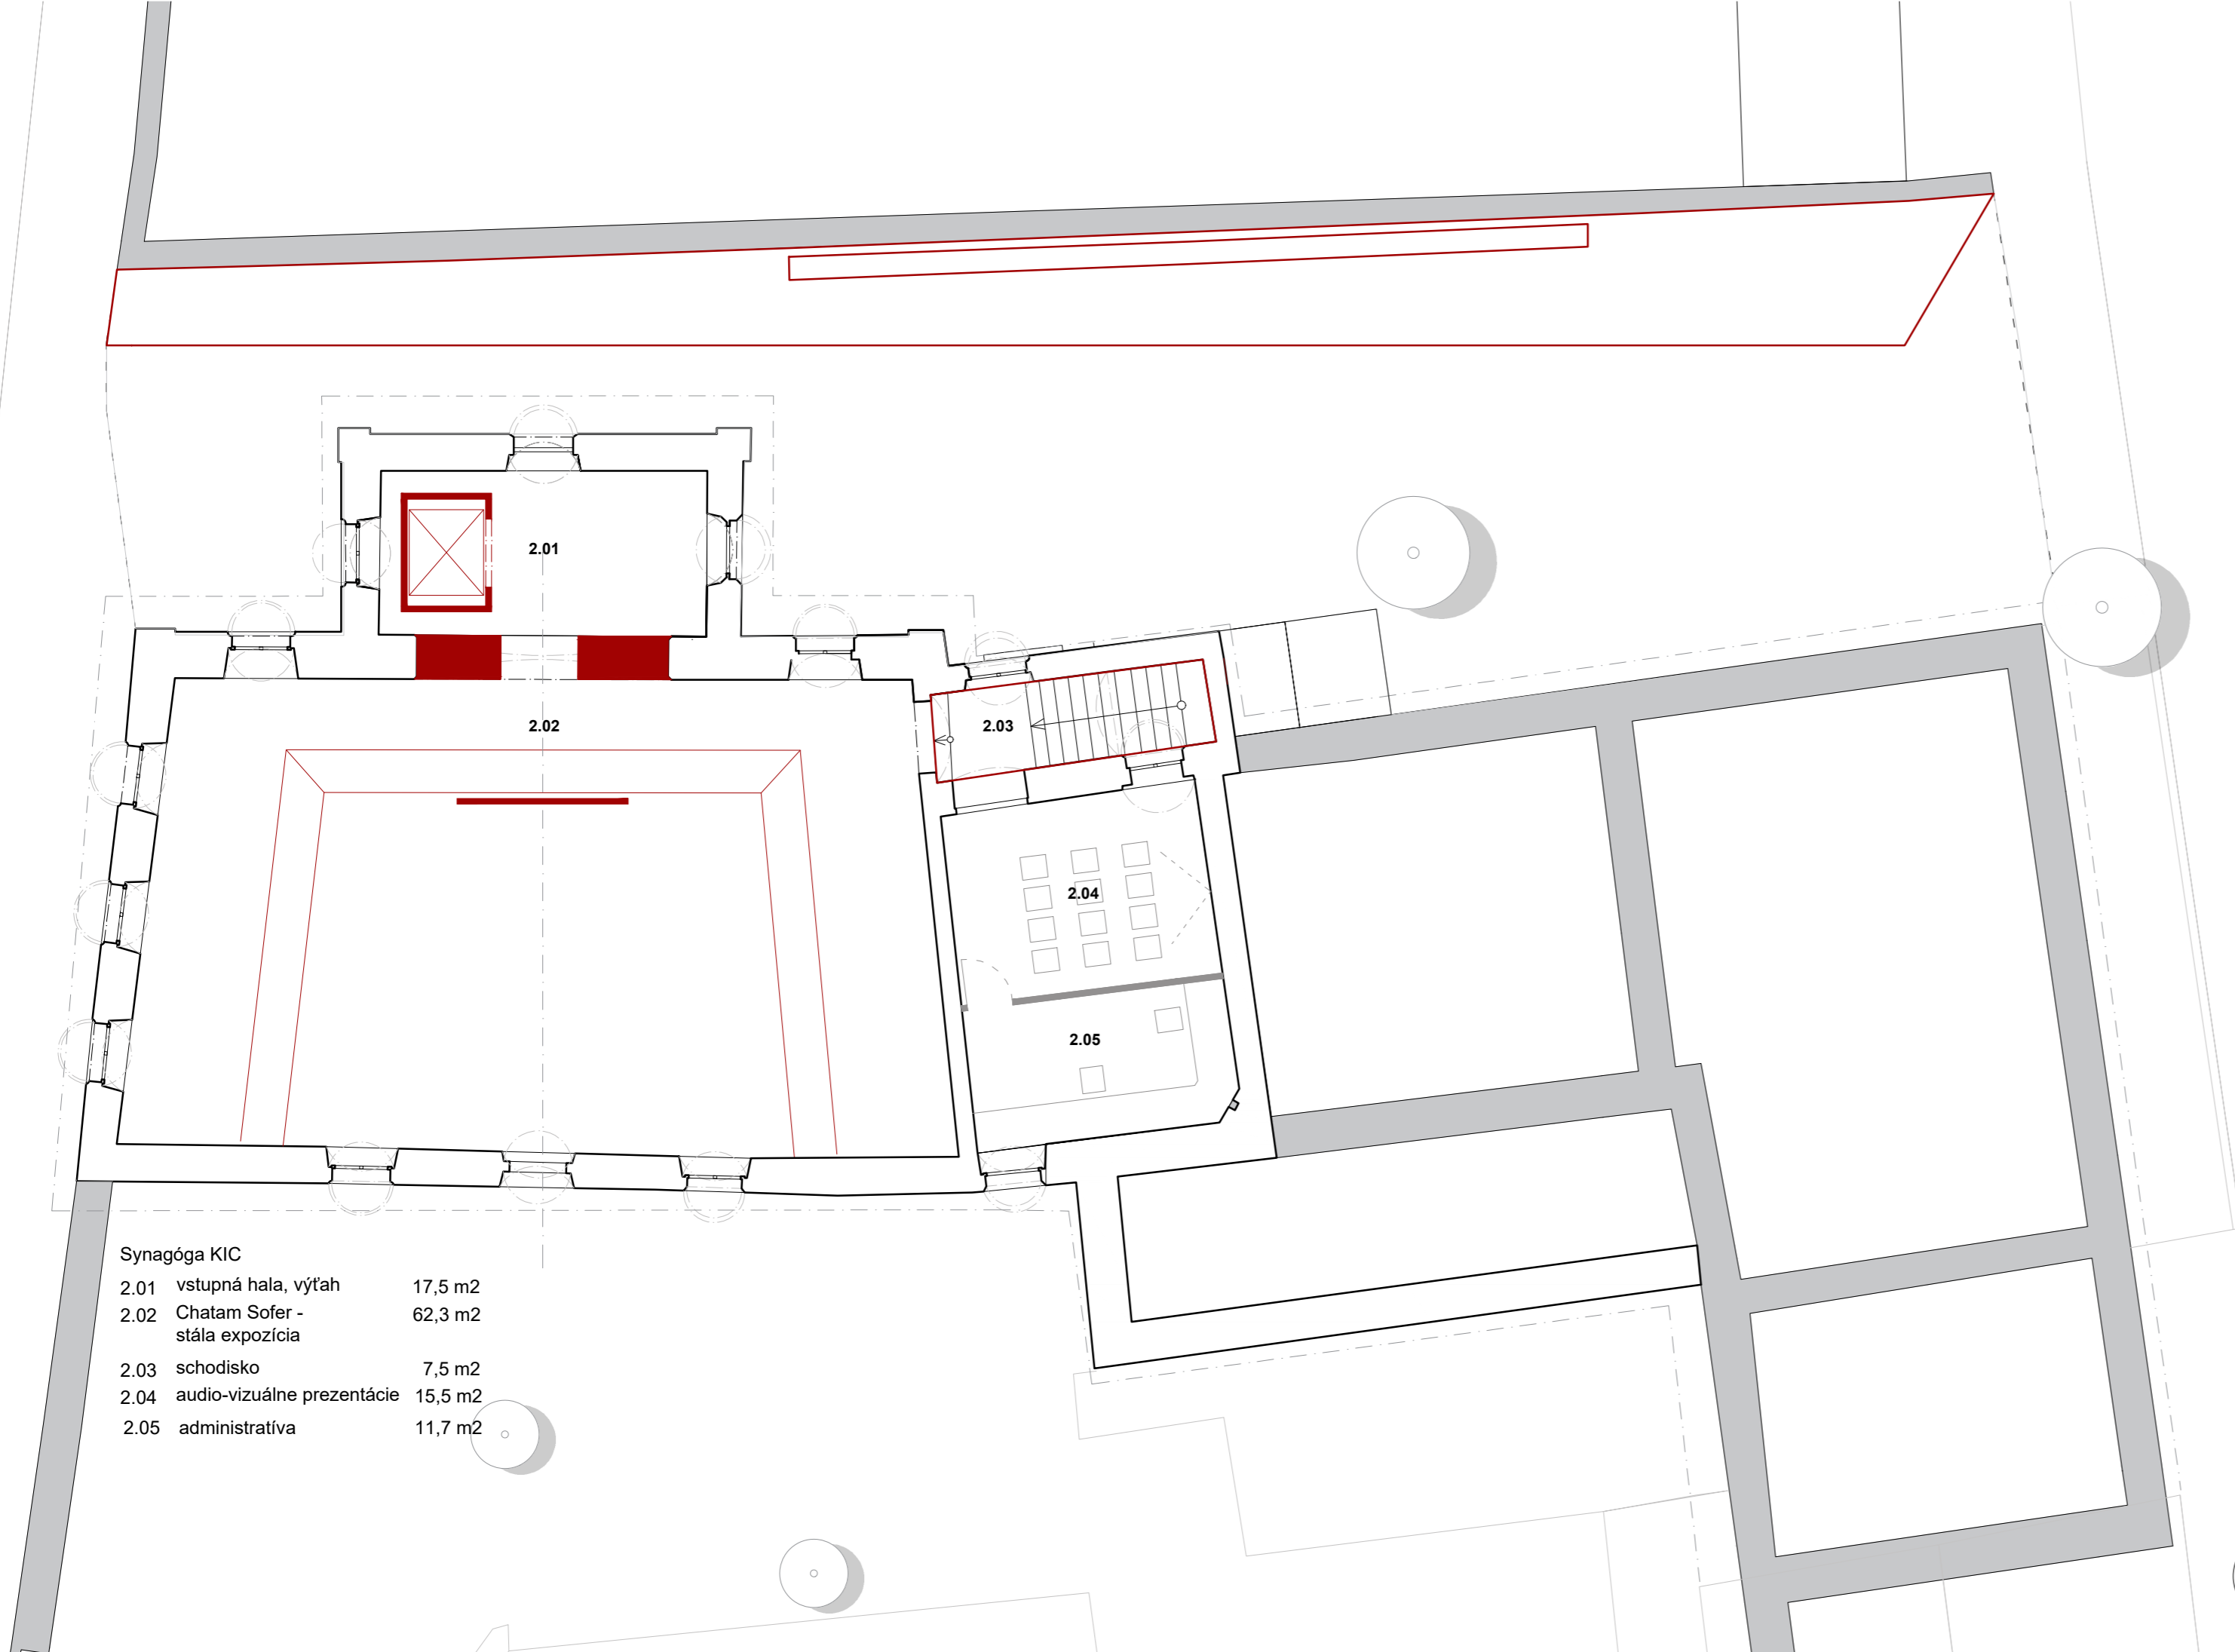 2.01
2.02
2.03
2.04
2.05
Synagóga KIC
2.01 vstupná hala, výťah 17,5 m2
2.02 Chatam Sofer - 62,3 m2
stála expozícia
2.03 schodisko 7,5 m2
2.04 audio-vizuálne prezentácie 15,5 m2
2.05 administratíva 11,7 m2